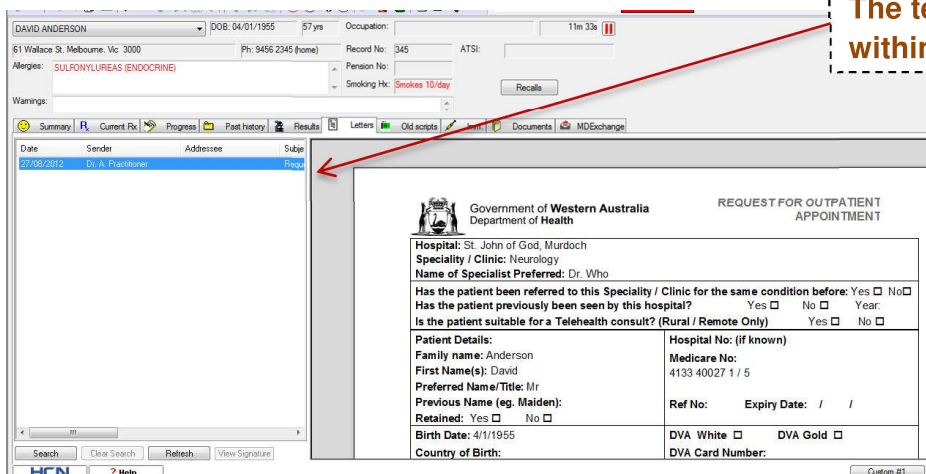 The te
within
DAVID ANDERSON DOB: 04/01/1955 57 yrs Occupation: 11m 33s
61 Wallace St. Melbourne. Vic 3000 Ph: 9456 2345 (home) Record No: 345 ATSI:
Allergies: SULFONYLUREAS (ENDOCRINE) Pension No:
Smoking Hx: Smokes 10/day Recalls
Warnings:
Summary Current Rx Progress Past history Results Letters Old scripts Imm. Documents MDExchange
Date Sender Addressee Subje
27/08/2012 Dr. A. Practitioner Reque
Government of Western Australia
Department of Health
REQUEST FOR OUTPATIENT
APPOINTMENT
Hospital: St. John of God, Murdoch
Speciality / Clinic: Neurology
Name of Specialist Preferred: Dr. Who
Has the patient been referred to this Speciality / Clinic for the same condition before: Yes ☐ No☐
Has the patient previously been seen by this hospital? Yes ☐ No ☐ Year:
Is the patient suitable for a Telehealth consult? (Rural / Remote Only) Yes ☐ No ☐
Patient Details:
Family name: Anderson
First Name(s): David
Preferred Name/Title: Mr
Previous Name (eg. Maiden):
Retained: Yes ☐ No ☐
Hospital No: (if known)
Medicare No:
4133 40027 1 / 5
Ref No: Expiry Date: / /
Birth Date: 4/1/1955
Country of Birth:
DVA White ☐ DVA Gold ☐
DVA Card Number:
Search Clear Search Refresh View Signature
HCN ? Help Custom #1